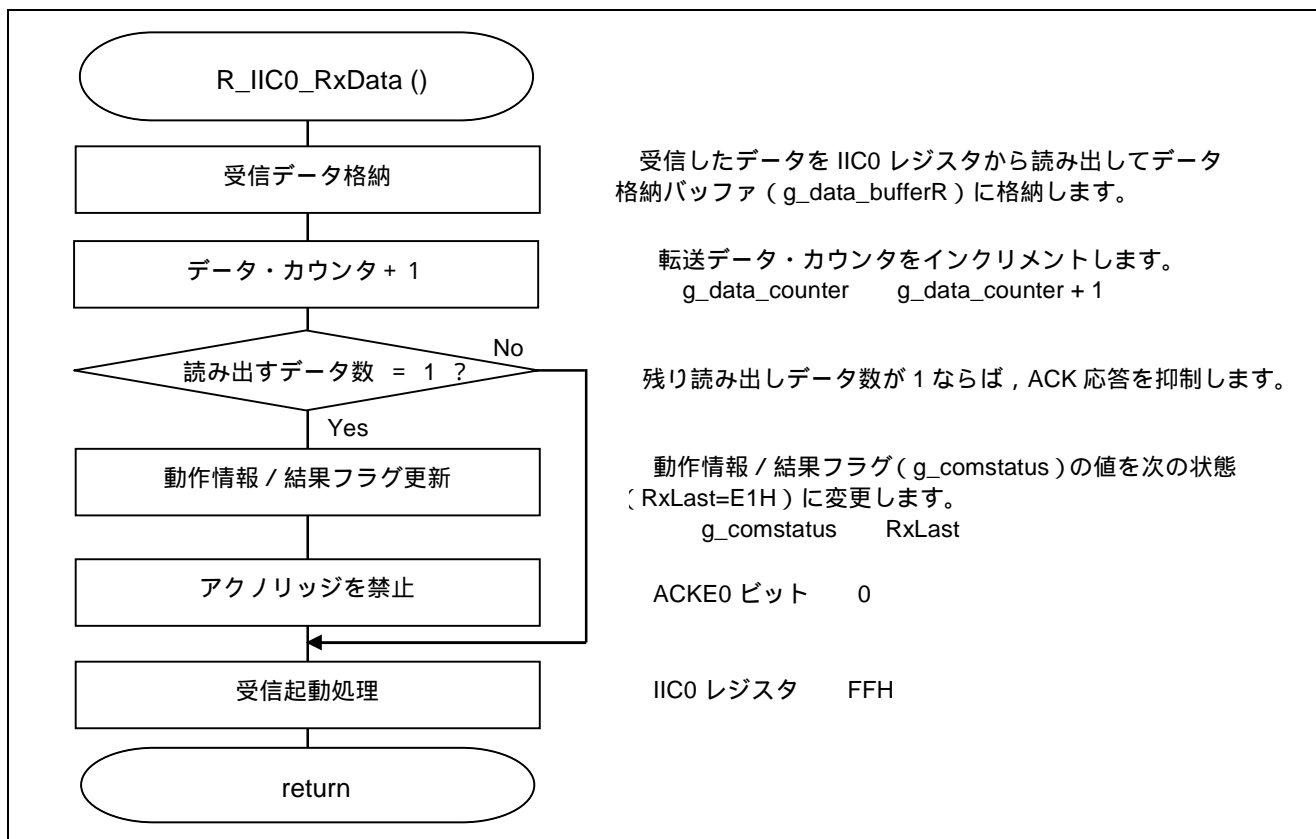 R_IIC0_RxData ()
受信データ格納
受信したデータを IIC0 レジスタから読み出してデータ
格納バッファ（g_data_bufferR）に格納します。
データ・カウンタ + 1
転送データ・カウンタをインクリメントします。
g_data_counter g_data_counter + 1
読み出すデータ数 = 1 ?
No
残り読み出しデータ数が 1 ならば，ACK 応答を抑制します。
Yes
動作情報 / 結果フラグ更新
動作情報 / 結果フラグ（g_comstatus）の値を次の状態
（RxLast=E1H）に変更します。
g_comstatus RxLast
アクノリッジを禁止
ACKE0 ビット 0
受信起動処理
IIC0 レジスタ FFH
return